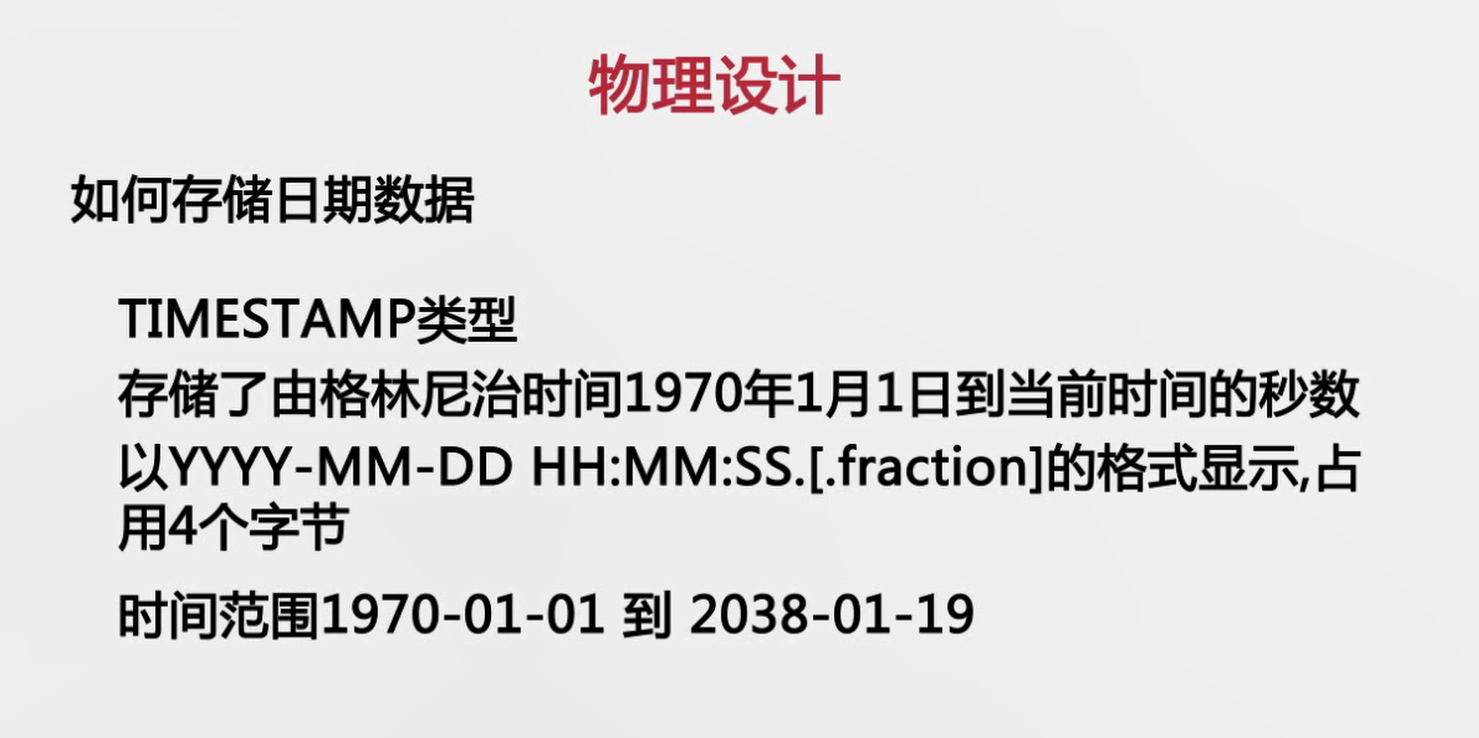 物理设计
如何存储日期数据
TIMESTAMP类型
存储了由格林尼治时间1970年1月1日到当前时间的秒数
以YYYY-MM-DD HH:MM:SS.[.fraction]的格式显示,占
用4个字节
时间范围1970-01-01 到 2038-01-19